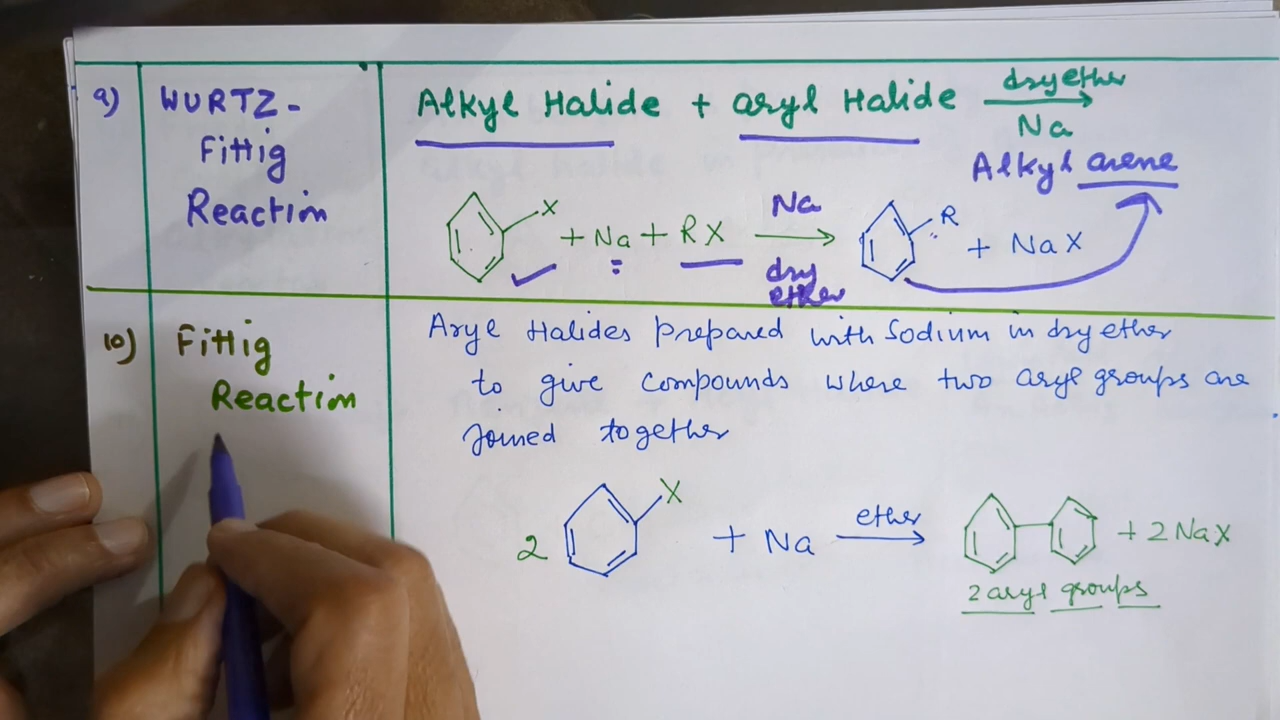 9) WURTZ-
Fittig
Reaction
Alkyl Halide + aryl Halide dry ether
Na
Alkyl arene
X
+ Na + RX Na
dry
ether
R
+ NaX
10) Fittig
Reaction
Aryl Halides prepared with Sodium in dry ether
to give compounds where two aryl groups are
joined together
2 X + Na ether + 2 NaX
2 aryl groups